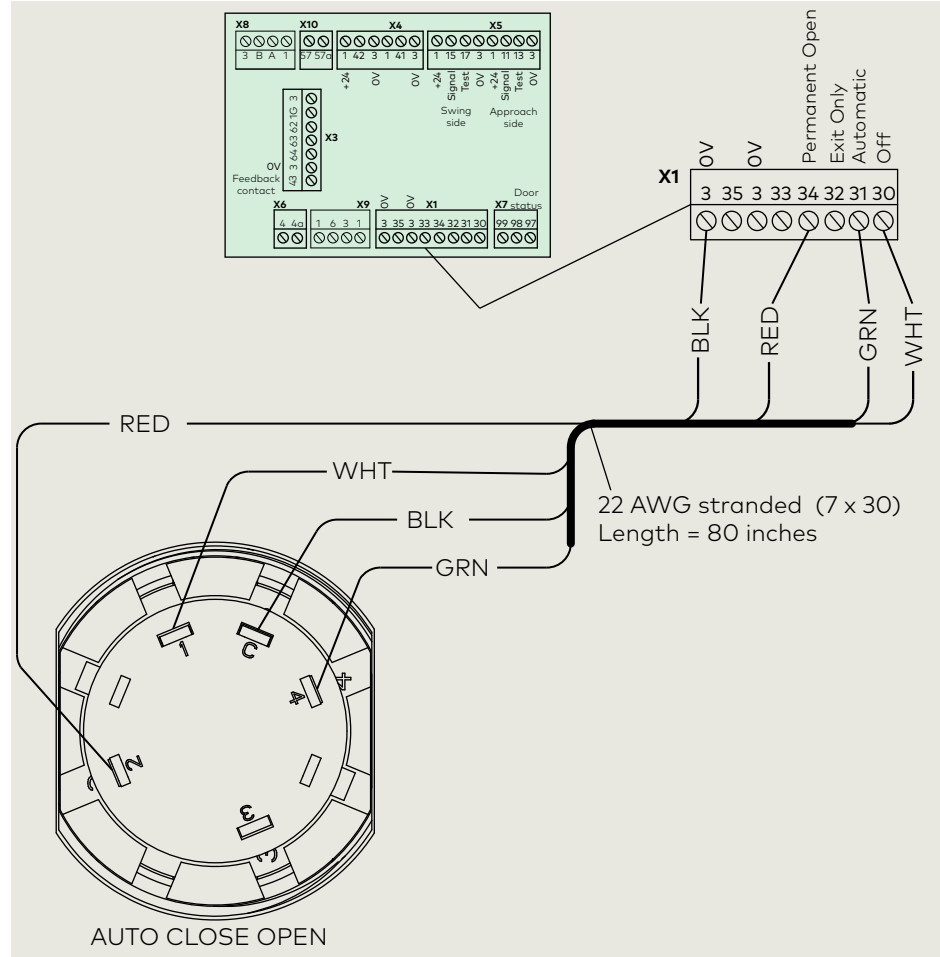 X8 X10 X4 X5
3 B A 1 57 57a 1 42 3 1 41 3 1 15 17 3 1 11 13 3
+24 0V 0V +24 Signal Test 0V +24 Signal Test 0V
Swing side
Approach side
3 1G 62 63 64 3 43
X3
0V
Feedback
contact
Door
status
X6 X9 X1 X7
0V 0V
4 4a 1 6 3 1 3 35 3 33 34 32 31 30 99 98 97
0V 0V Permanent Open Exit Only Automatic Off
X1
3 35 3 33 34 32 31 30
BLK RED GRN WHT
RED
WHT
22 AWG stranded (7 x 30)
Length = 80 inches
BLK
GRN
1 C
4 4
2
3
AUTO CLOSE OPEN